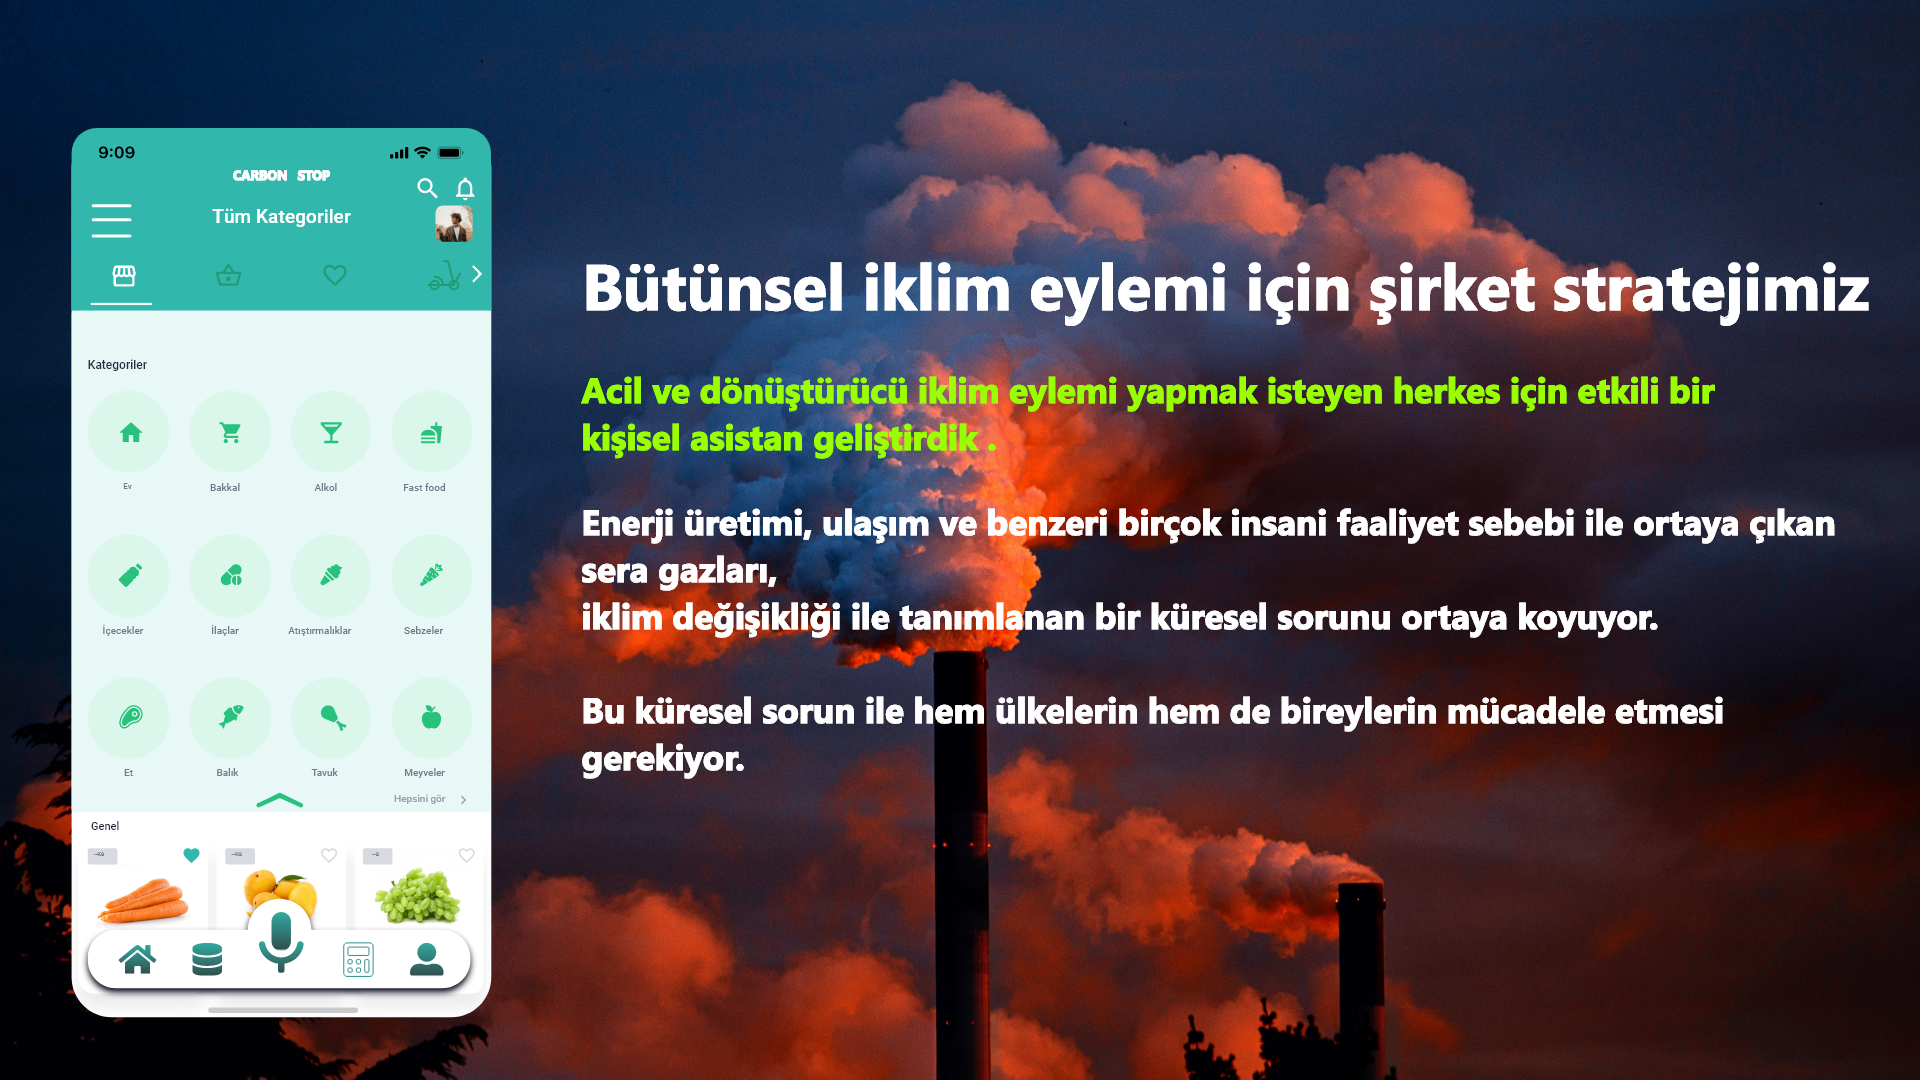 9:09
CARBON STOP
Tüm Kategoriler
Kategoriler
Ev
Bakkal
Alkol
Fast food
İçecekler
İlaçlar
Atıştırmalıklar
Sebzeler
Et
Balık
Tavuk
Meyveler
Hepsini gör
Genel
Bütünsel iklim eylemi için şirket stratejimiz
Acil ve dönüştürücü iklim eylemi yapmak isteyen herkes için etkili bir
kişisel asistan geliştirdik .
Enerji üretimi, ulaşım ve benzeri birçok insani faaliyet sebebi ile ortaya çıkan
sera gazları,
iklim değişikliği ile tanımlanan bir küresel sorunu ortaya koyuyor.
Bu küresel sorun ile hem ülkelerin hem de bireylerin mücadele etmesi
gerekiyor.